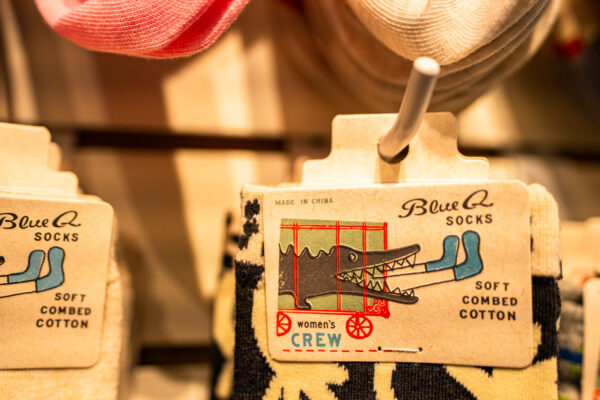 Blue Q
SOCKS
SOFT
COMBED
COTTON
MADE IN CHINA
Blue Q
SOCKS
SOFT
COMBED
COTTON
women's
CREW